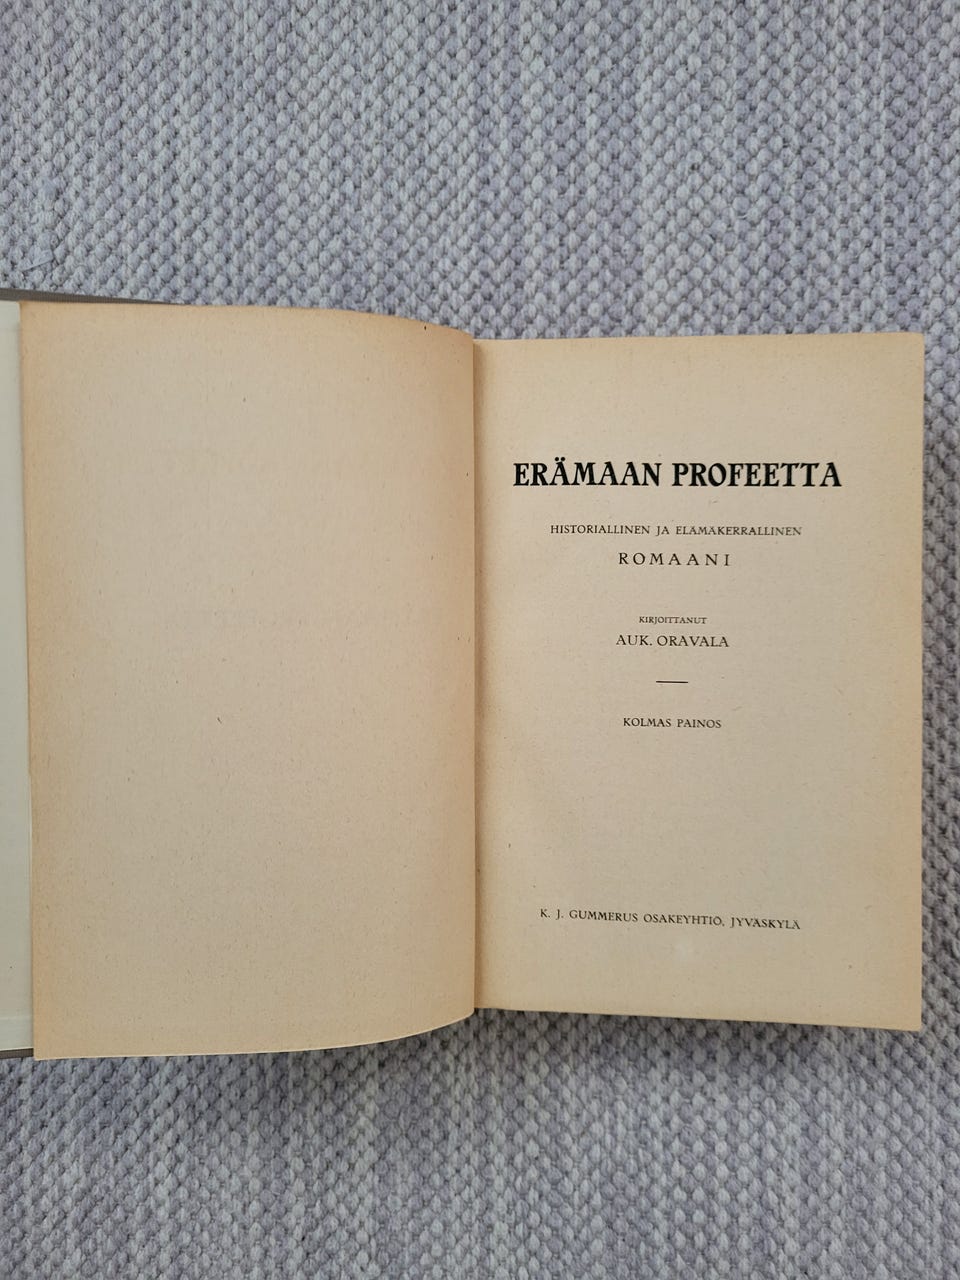 ERÄMAAN PROFEETTA
HISTORIALLINEN JA ELÄMÄKERRALLINEN
ROMAANI
KIRJOITTANUT
AUK. ORAVALA
KOLMAS PAINOS
K. J. GUMMERUS OSAKEYHTIÖ, JYVÄSKYLÄ